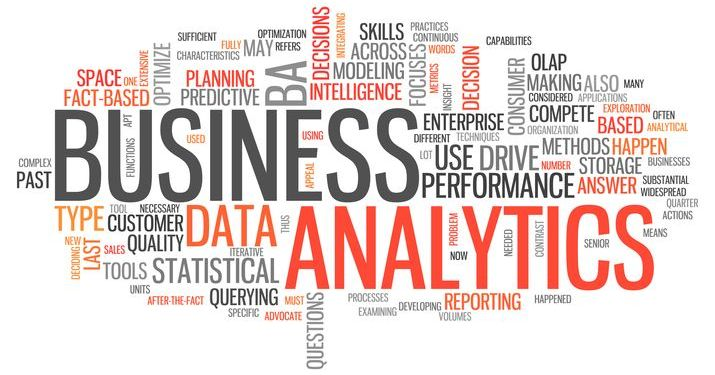 SUFFICIENT
OPTIMIZATION
DECISIONS
INTEGRATING
SKILLS
PRACTICES
CONTINUOUS
CAPABILITIES
FULLY
MAY
REFERS
ACROSS
FOCUSES
WORDS
CHARACTERISTICS
OPTIMIZE
EXTENSIVE
SPACE
ONE
PLANNING
BA
MODELING
METRICS
INSIGHT
DECISION
CONSUMER
OLAP
MAKING
ALSO
MANY
FACT-BASED
PREDICTIVE
INTELLIGENCE
CONSIDERED
APPLICATIONS
COMPETE
EXPLORATION
OFTEN
BUSINESS
APT
FUNCTIONS
USED
USING
APPEAL
ENTERPRISE
DIFFERENT
TECHNIQUES
ORGANIZATION
BASED
ANALYTICAL
LOT
USE
DRIVE
METHODS
HAPPEN
NUMBER
STORAGE
BUSINESSES
COMPLEX
PAST
PERFORMANCE
ANSWER
SUBSTANTIAL
WIDESPREAD
QUARTER
ACTIONS
TYPE
TOOL
NECESSARY
CUSTOMER
DATA
THUS
ANALYTICS
PROBLEM
NOW
NEEDED
CONTRAST
SENIOR
MEANS
NEW
DECIDING
LAST
SALES
QUALITY
ITERATIVE
TOOLS
STATISTICAL
UNITS
AFTER-THE-FACT
QUERYING
MUST
SPECIFIC
ADVOCATE
QUESTIONS
PROCESSES
EXAMINING
DEVELOPING
REPORTING
HAPPENED
VOLUMES